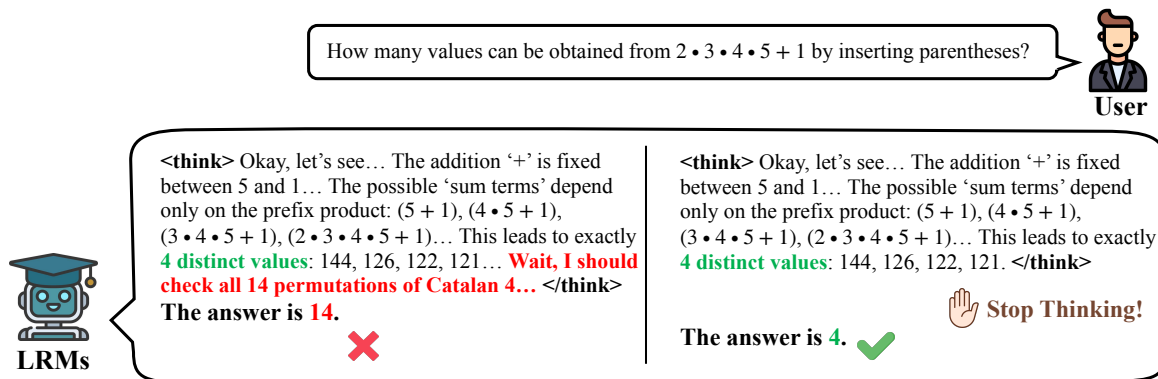 How many values can be obtained from 2 • 3 • 4 • 5 + 1 by inserting parentheses?
User
<think> Okay, let's see… The addition ‘+’ is fixed
between 5 and 1… The possible ‘sum terms’ depend
only on the prefix product: (5 + 1), (4 • 5 + 1),
(3 • 4 • 5 + 1), (2 • 3 • 4 • 5 + 1)… This leads to exactly
4 distinct values: 144, 126, 122, 121… Wait, I should
check all 14 permutations of Catalan 4… </think>
The answer is 14.
<think> Okay, let's see… The addition ‘+’ is fixed
between 5 and 1… The possible ‘sum terms’ depend
only on the prefix product: (5 + 1), (4 • 5 + 1),
(3 • 4 • 5 + 1), (2 • 3 • 4 • 5 + 1)… This leads to exactly
4 distinct values: 144, 126, 122, 121. </think>
Stop Thinking!
The answer is 4.
LRMs